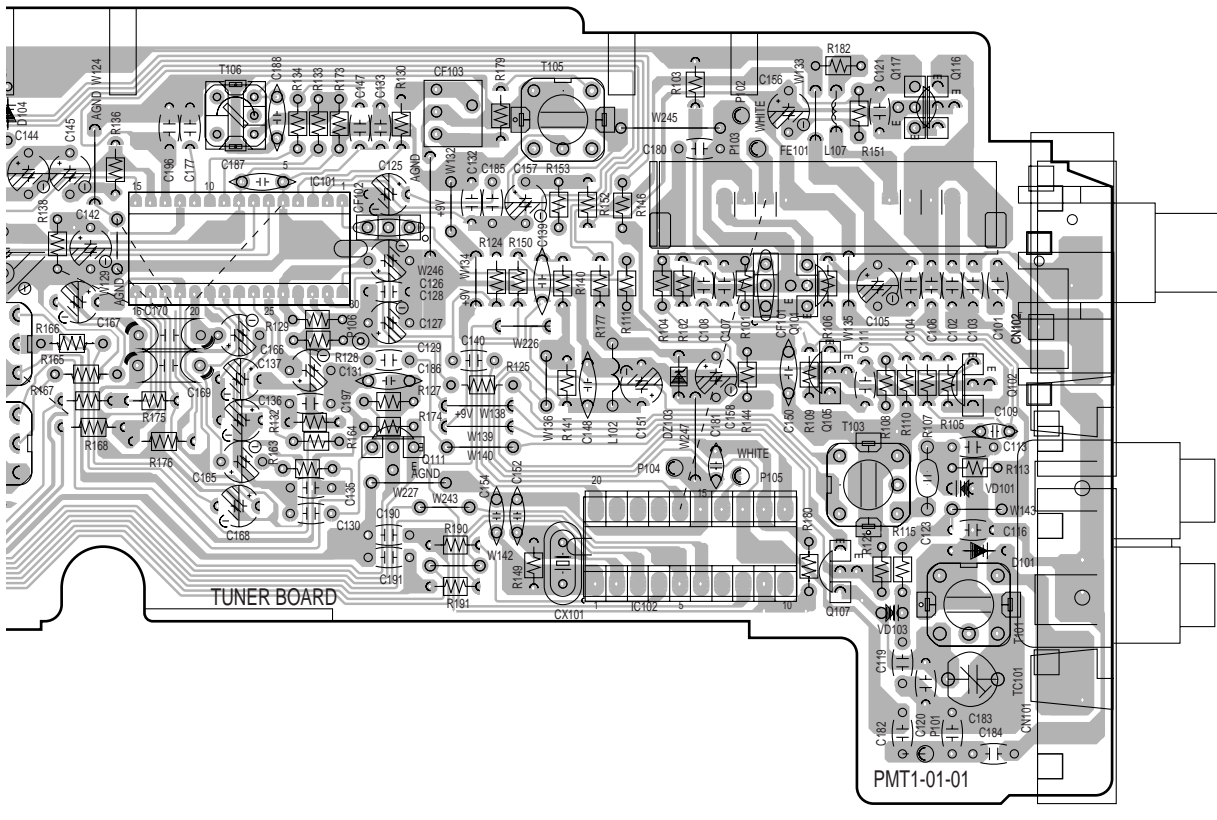 R182
T106
C188
R134
R133
R173
C147
C133
R130
CF103
R179
T105
R103
P102
C156
W133
C121
Q117
Q116
E
E
E
AGND
W124
D104
C144
C145
R136
C196
C177
C187
5
IC101
1
15
10
CF102
C125
AGND
W132
C132
C185
C157
R153
W245
C180
P103
WHITE
FE101
L107
R151
R138
C142
W129
AGND
+9V
C139
R152
R146
W246
W134
R124
R150
+9V
C126
C128
C127
R140
R177
R111
R104
R102
C108
C107
R101
CF101
Q101
E
R106
W135
C105
C104
C106
C102
C103
C101
CN102
16
C170
20
25
30
C106
R129
R166
C167
R165
R167
R168
R175
R176
C169
C166
C137
C136
R128
C131
C197
R132
R163
R164
C165
C168
C135
C130
C129
C186
R127
R174
C140
R125
+9V
W138
W139
W140
Q111
E
AGND
W227
W226
W136
R141
C148
L102
C151
DZ103
W247
C181
C158
R144
C150
R109
Q105
E
C111
R108
R110
R107
R105
Q102
E
C109
C113
R113
VD101
W143
C116
D101
T103
C154
C152
W243
W142
C190
C191
R190
R191
R149
CX101
P104
WHITE
P105
20
15
1
IC102
5
10
R180
Q107
E
R126
R115
C123
VD103
T101
C119
C182
C120
P101
C183
C184
TC101
CN101
TUNER BOARD
PMT1-01-01